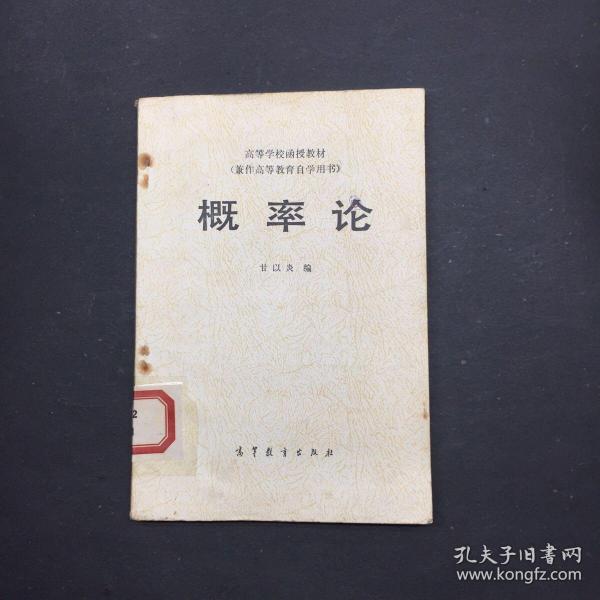 高等学校函授教材
（兼作高等教育自学用书）
概率论
甘以炎 编
2
高等教育出版社
孔夫子旧书网
www.kongfz.com